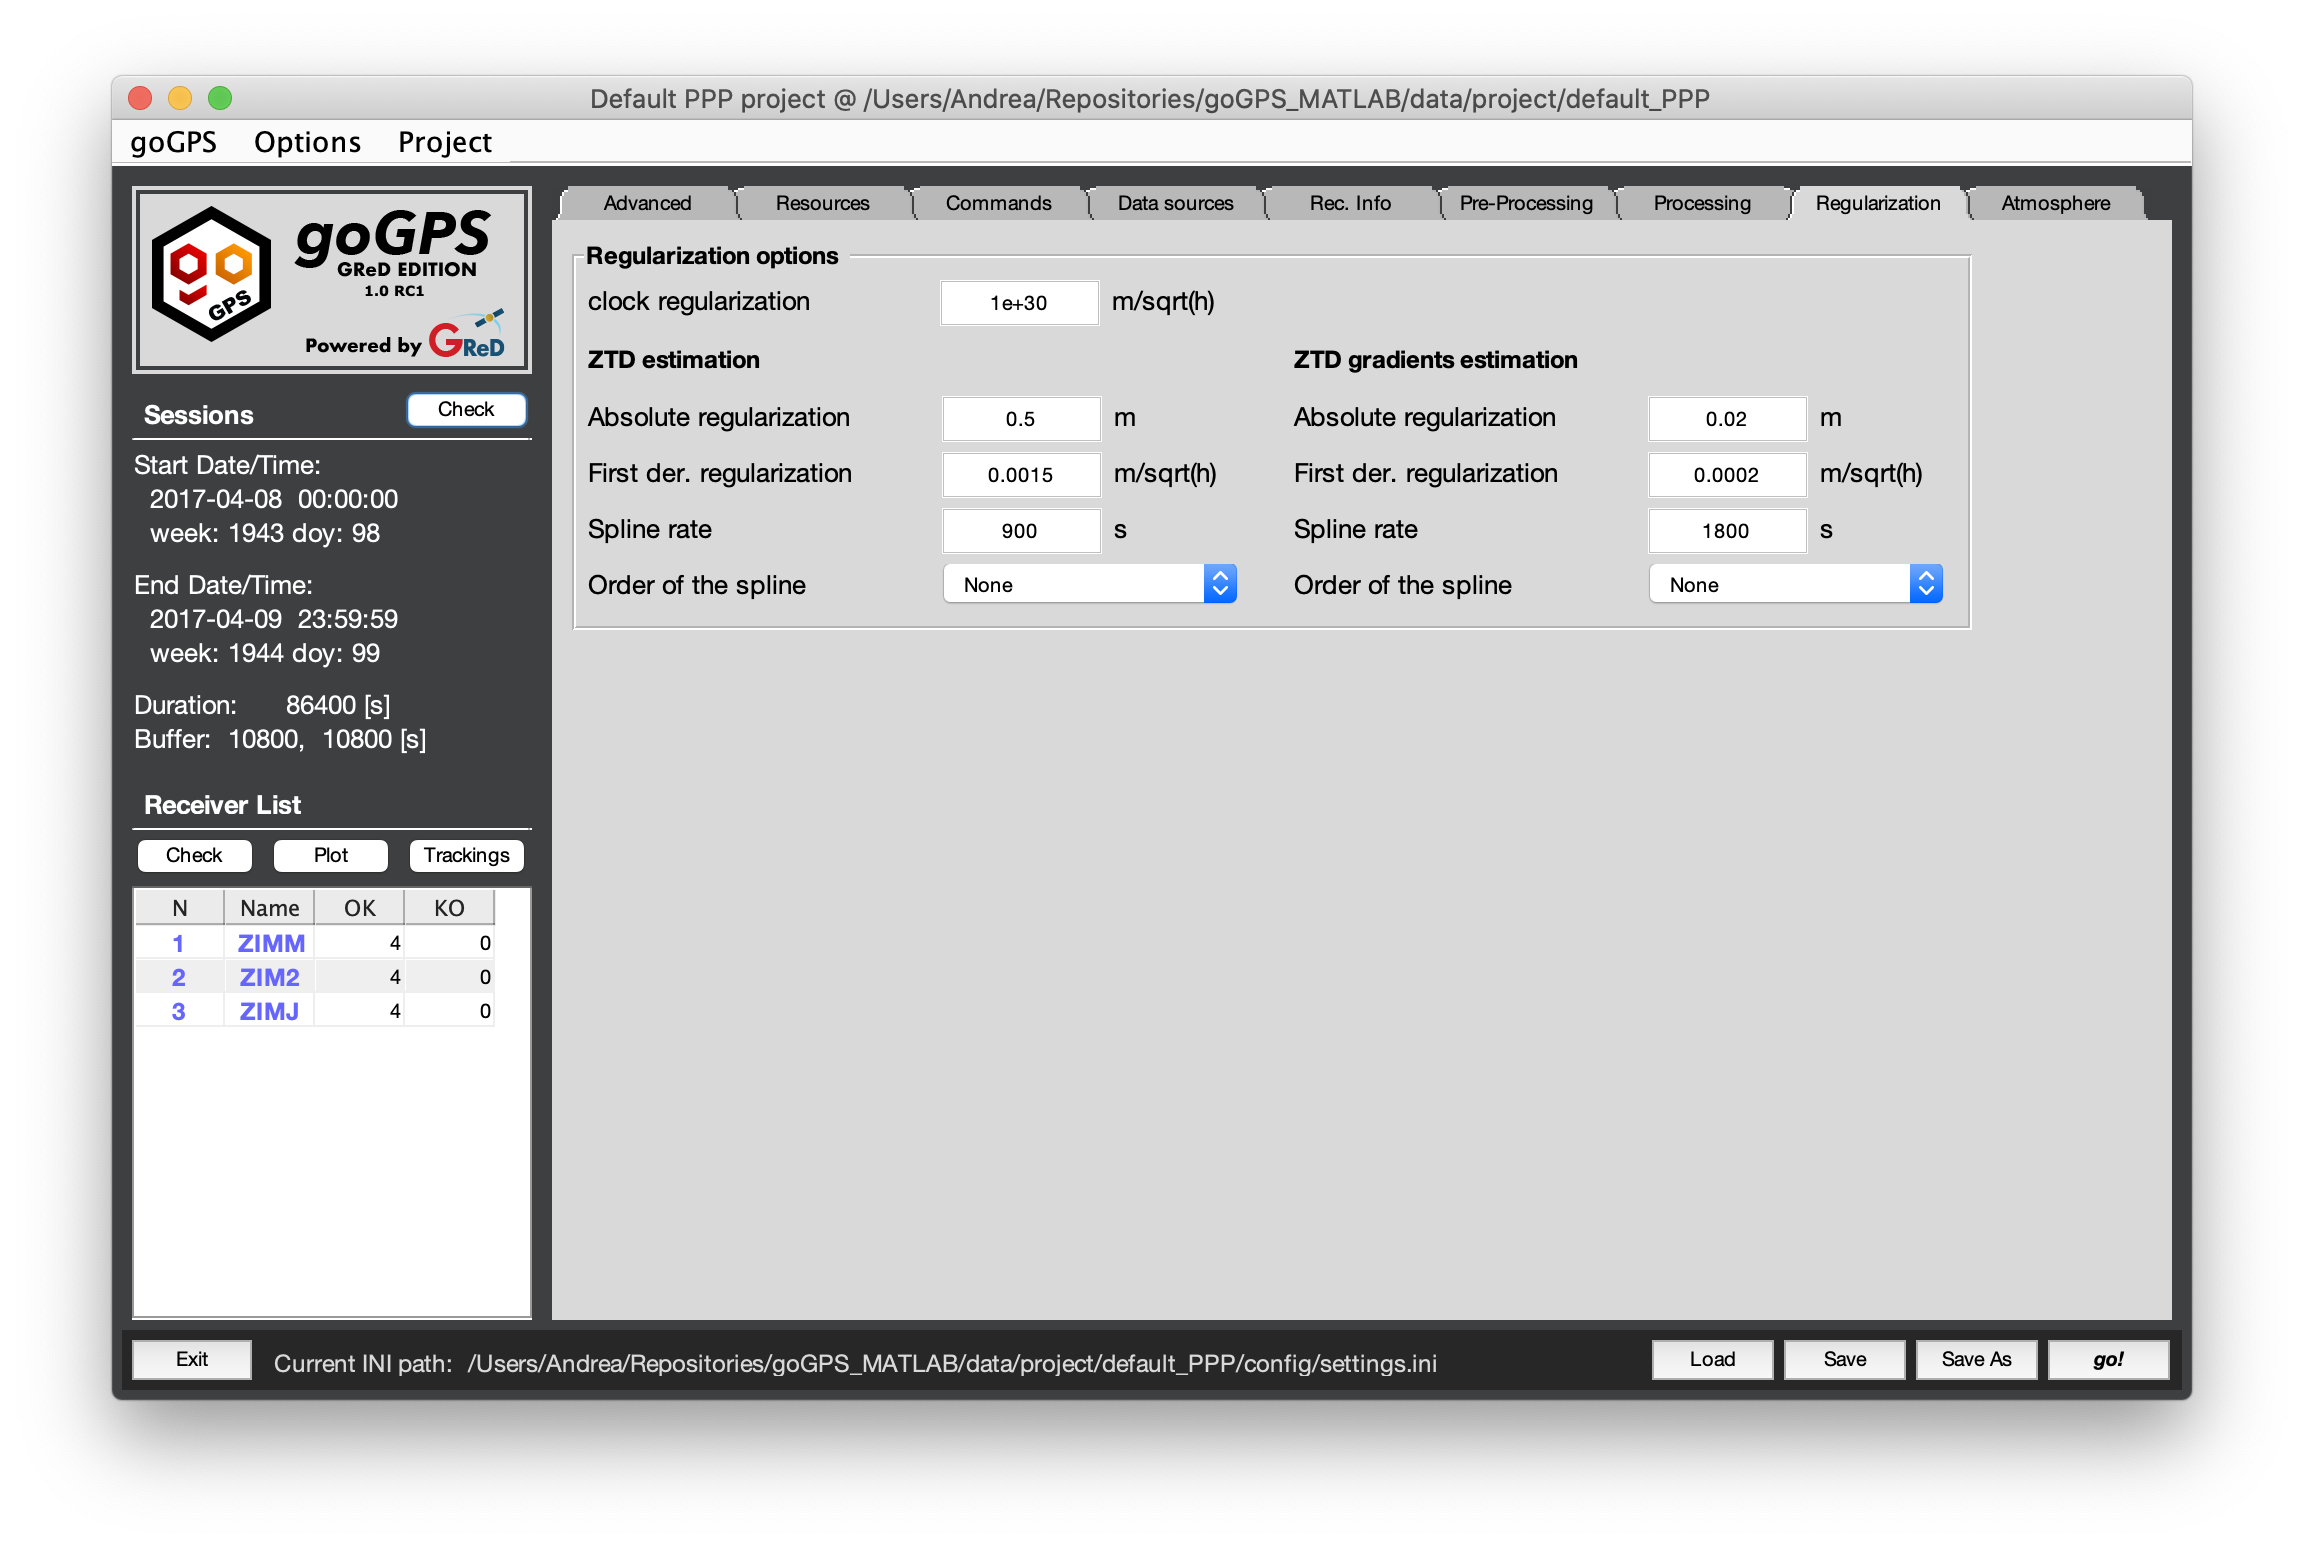 Default PPP project @ /Users/Andrea/Repositories/goGPS_MATLAB/data/project/default_PPP
goGPS Options Project
go
go
GPS
goGPS
GReD EDITION
1.0 RC1
Powered by GReD
Sessions Check
Start Date/Time:
2017-04-08 00:00:00
week: 1943 doy: 98
End Date/Time:
2017-04-09 23:59:59
week: 1944 doy: 99
Duration: 86400 [s]
Buffer: 10800, 10800 [s]
Receiver List
Check Plot Trackings
N Name OK KO
1 ZIMM 4 0
2 ZIM2 4 0
3 ZIMJ 4 0
Advanced Resources Commands Data sources Rec. Info Pre-Processing Processing Regularization Atmosphere
Regularization options
clock regularization 1e+30 m/sqrt(h)
ZTD estimation ZTD gradients estimation
Absolute regularization 0.5 m Absolute regularization 0.02 m
First der. regularization 0.0015 m/sqrt(h) First der. regularization 0.0002 m/sqrt(h)
Spline rate 900 s Spline rate 1800 s
Order of the spline None Order of the spline None
Exit Current INI path: /Users/Andrea/Repositories/goGPS_MATLAB/data/project/default_PPP/config/settings.ini Load Save Save As go!